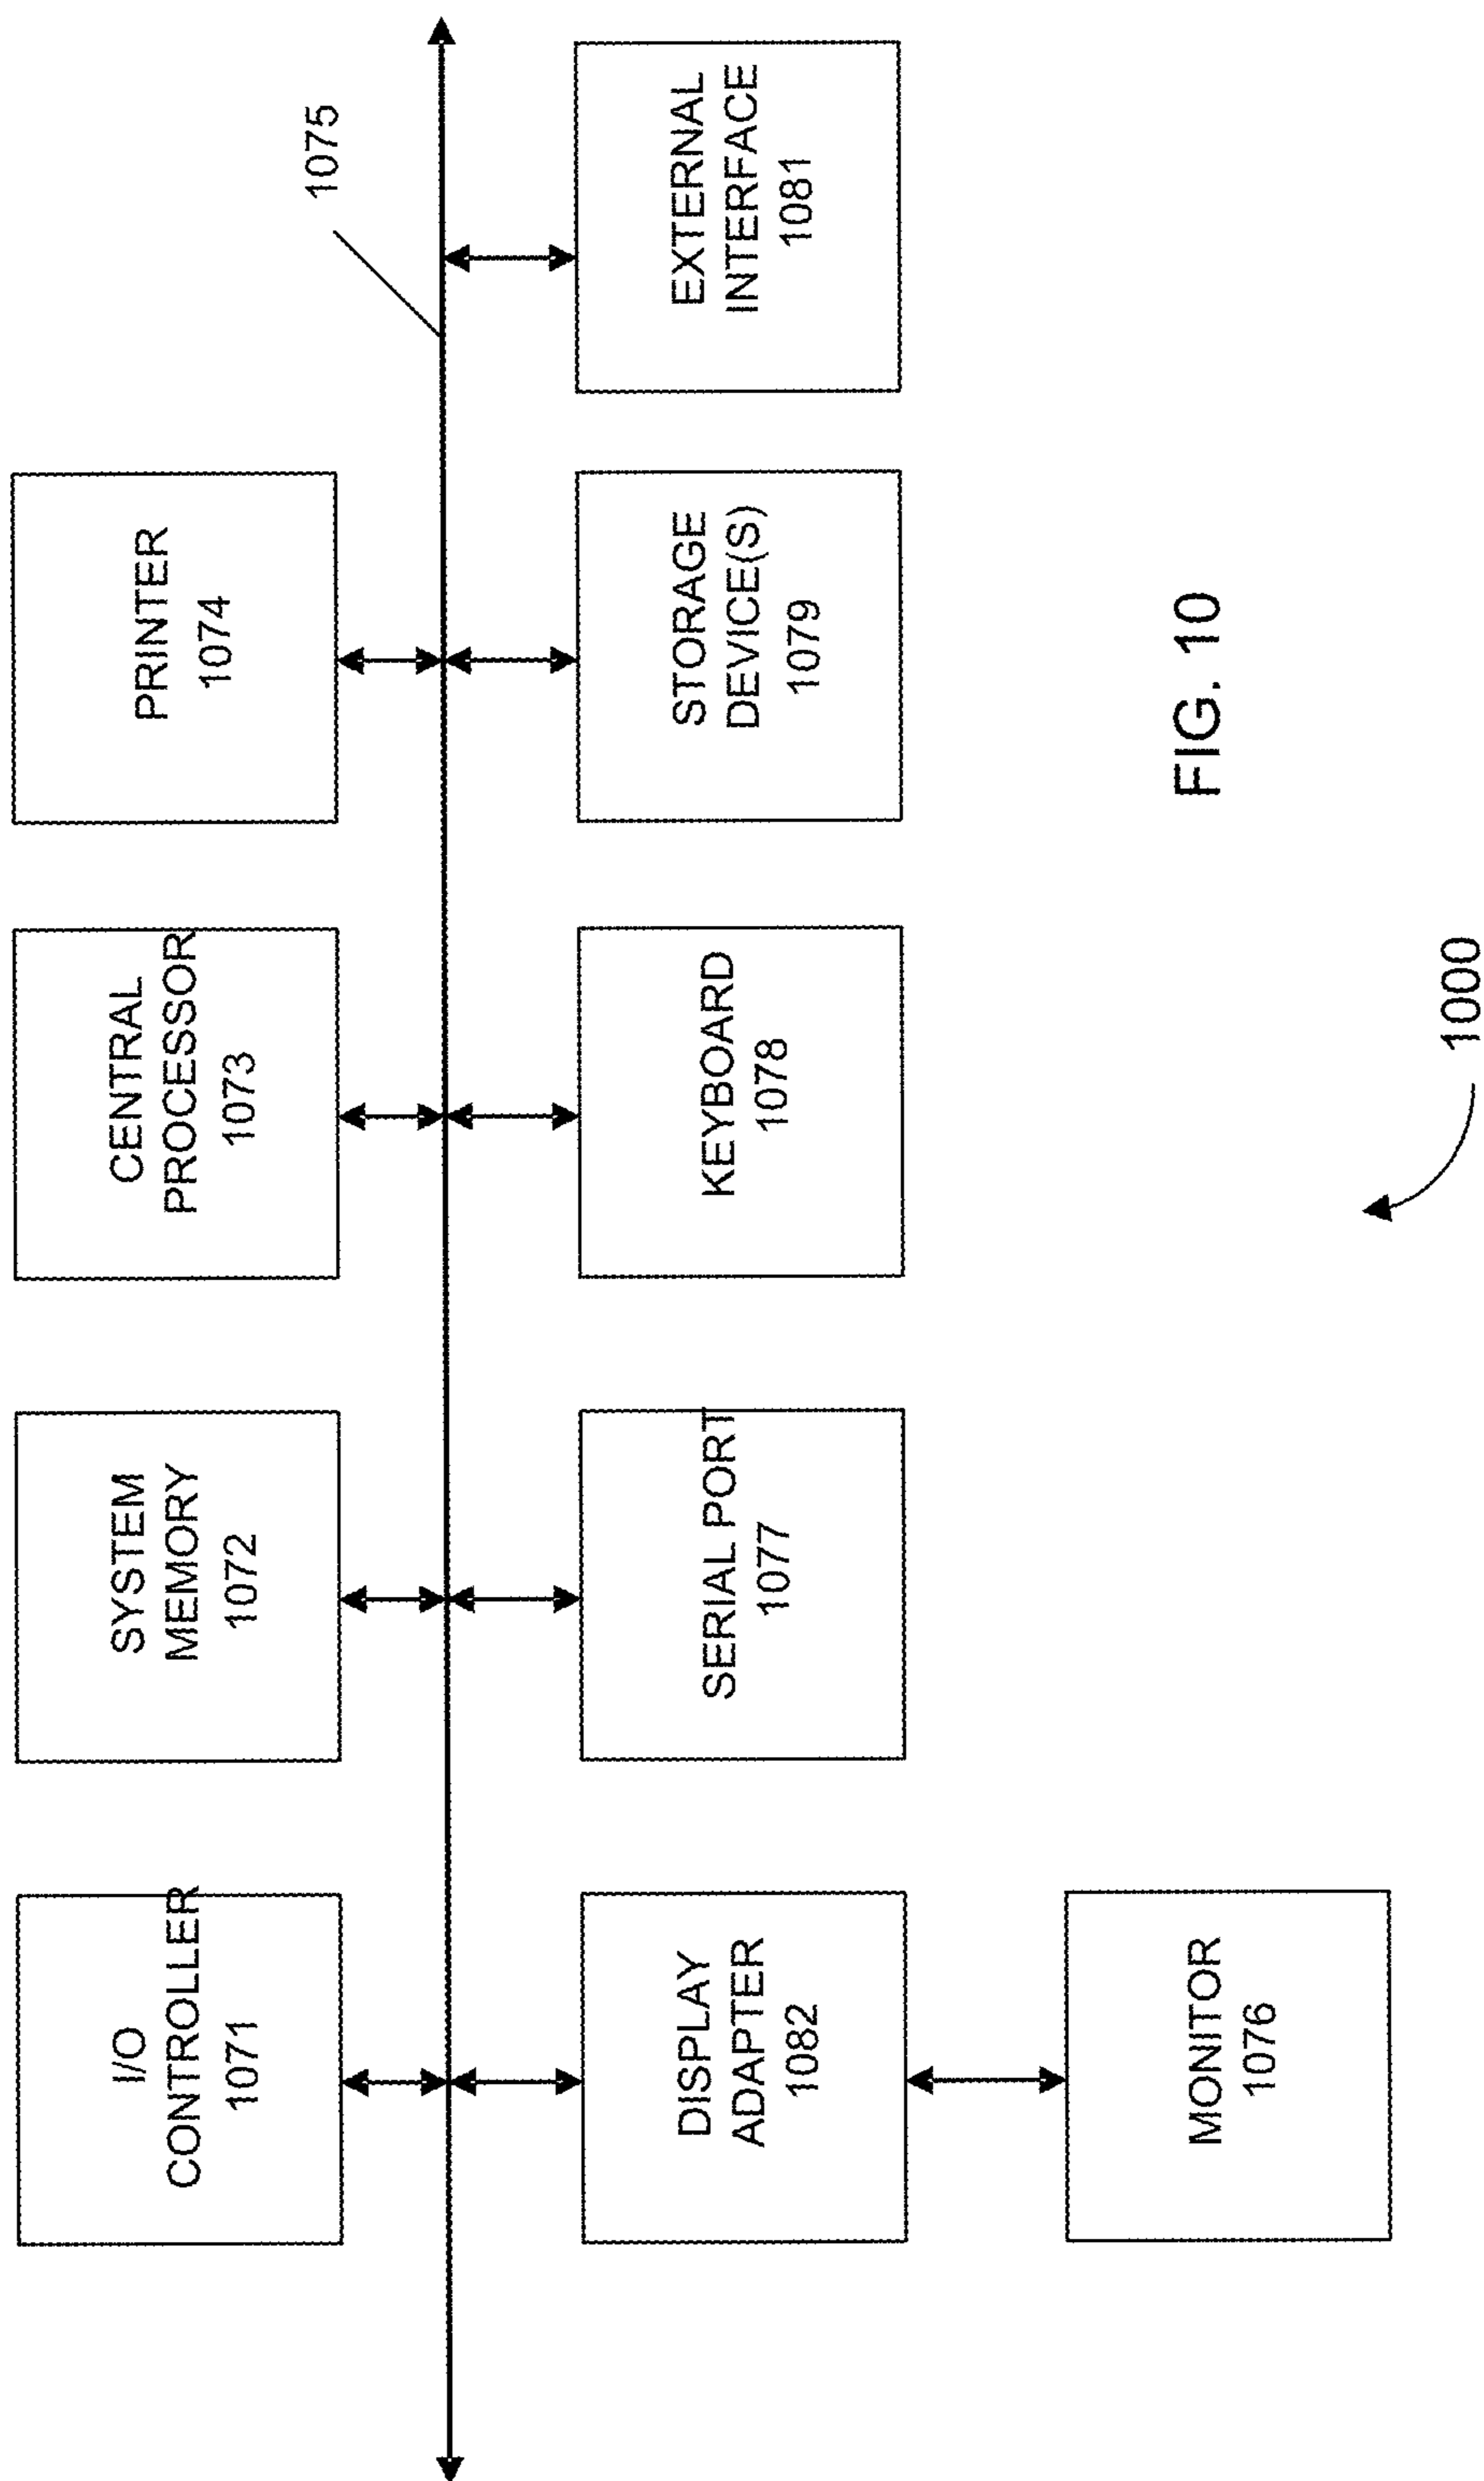 I/O
CONTROLLER
1071
SYSTEM
MEMORY
1072
CENTRAL
PROCESSOR
1073
PRINTER
1074
1075
DISPLAY
ADAPTER
1082
SERIAL PORT
1077
KEYBOARD
1078
STORAGE
DEVICE(S)
1079
EXTERNAL
INTERFACE
1081
MONITOR
1076
1000
FIG. 10